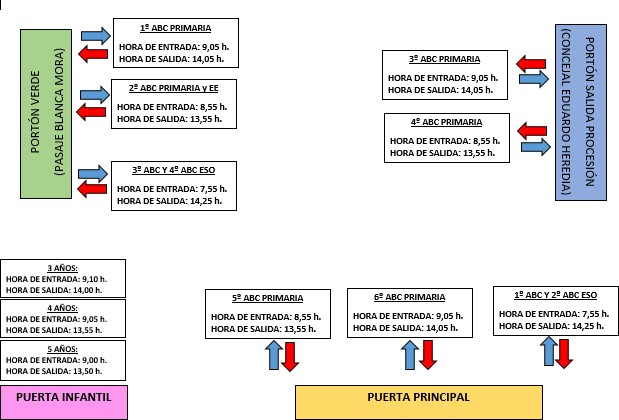 PORTÓN VERDE
(PASAJE BLANCA MORA)
1º ABC PRIMARIA
HORA DE ENTRADA: 9,05 h.
HORA DE SALIDA: 14,05 h.
2º ABC PRIMARIA y EE
HORA DE ENTRADA: 8,55 h.
HORA DE SALIDA: 13,55 h.
3º ABC Y 4º ABC ESO
HORA DE ENTRADA: 7,55 h.
HORA DE SALIDA: 14,25 h.
3º ABC PRIMARIA
HORA DE ENTRADA: 9,05 h.
HORA DE SALIDA: 14,05 h.
4º ABC PRIMARIA
HORA DE ENTRADA: 8,55 h.
HORA DE SALIDA: 13,55 h.
PORTÓN SALIDA PROCESIÓN
(CONCEJAL EDUARDO HEREDIA)
3 AÑOS:
HORA DE ENTRADA: 9,10 h.
HORA DE SALIDA: 14,00 h.
4 AÑOS:
HORA DE ENTRADA: 9,05 h.
HORA DE SALIDA: 13,55 h.
5 AÑOS:
HORA DE ENTRADA: 9,00 h.
HORA DE SALIDA: 13,50 h.
PUERTA INFANTIL
5º ABC PRIMARIA
HORA DE ENTRADA: 8,55 h.
HORA DE SALIDA: 13,55 h.
6º ABC PRIMARIA
HORA DE ENTRADA: 9,05 h.
HORA DE SALIDA: 14,05 h.
1º ABC Y 2º ABC ESO
HORA DE ENTRADA: 7,55 h.
HORA DE SALIDA: 14,25 h.
PUERTA PRINCIPAL